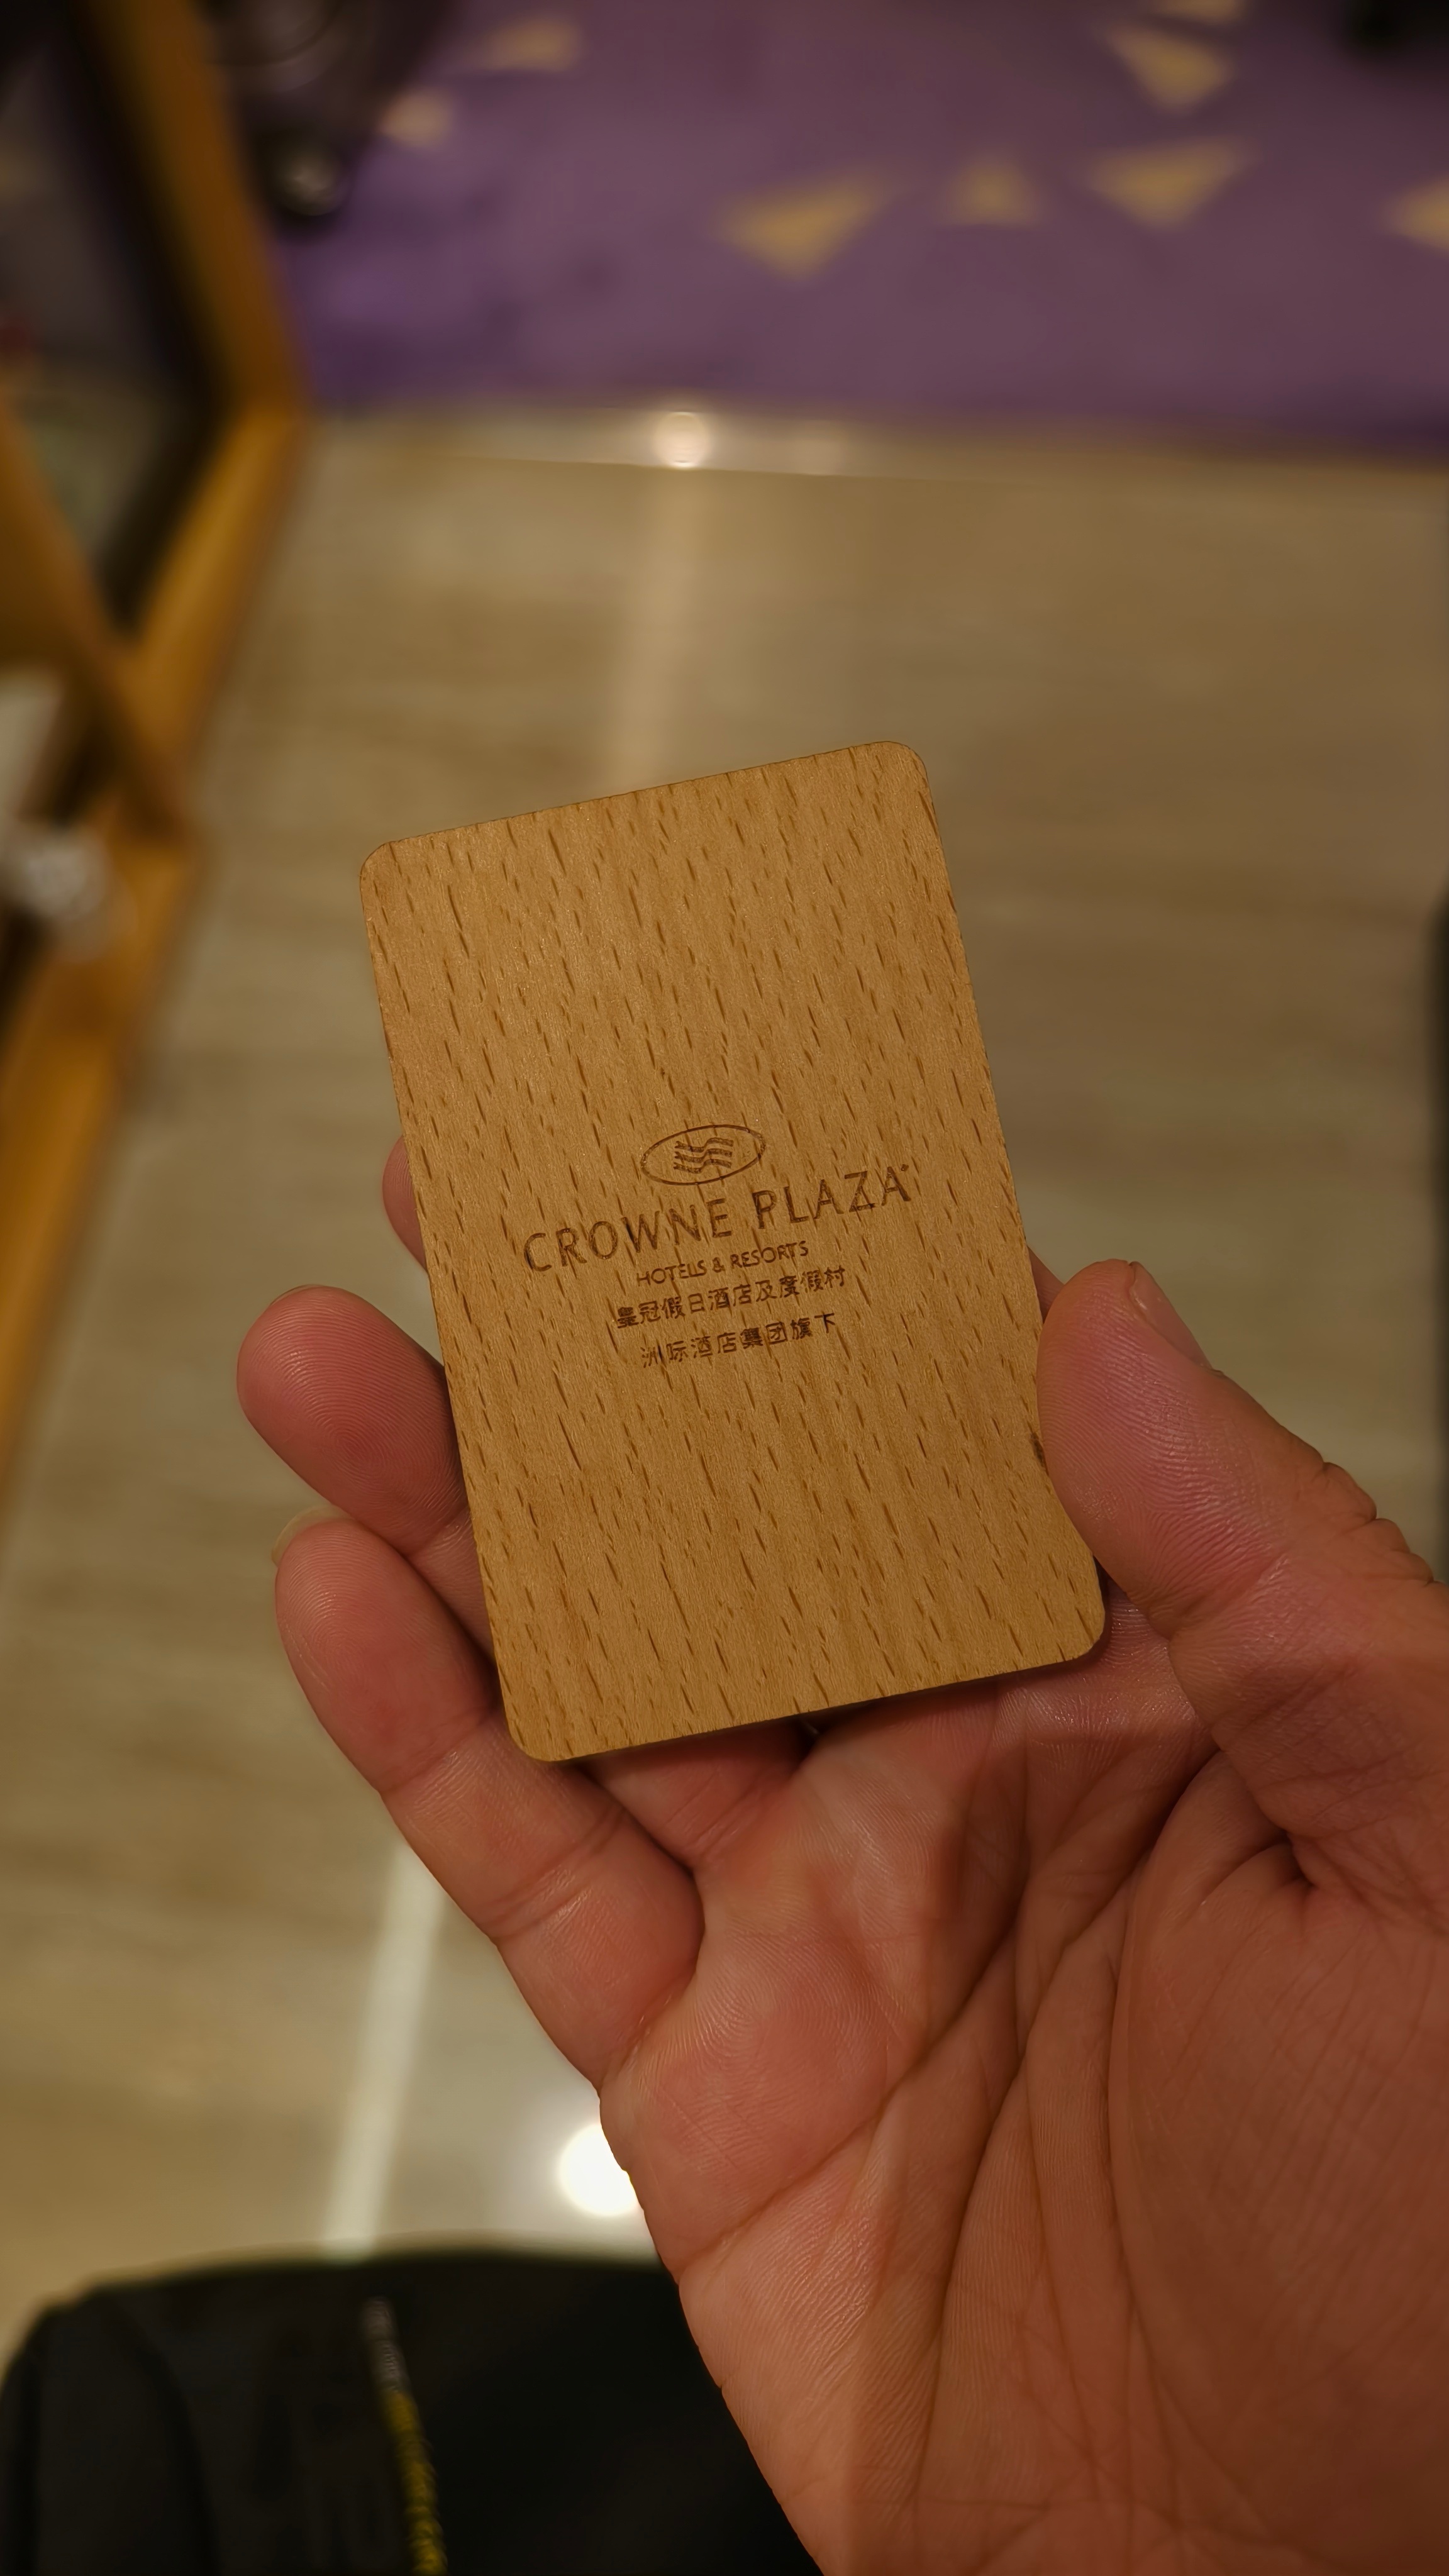 CROWNE PLAZA
HOTELS & RESORTS
皇冠假日酒店及度假村
洲际酒店集团旗下